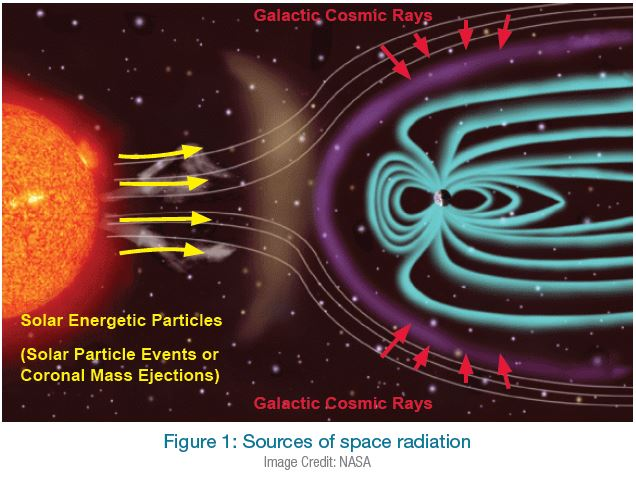 Galactic Cosmic Rays
Solar Energetic Particles
(Solar Particle Events or
Coronal Mass Ejections)
Galactic Cosmic Rays
Figure 1: Sources of space radiation
Image Credit: NASA